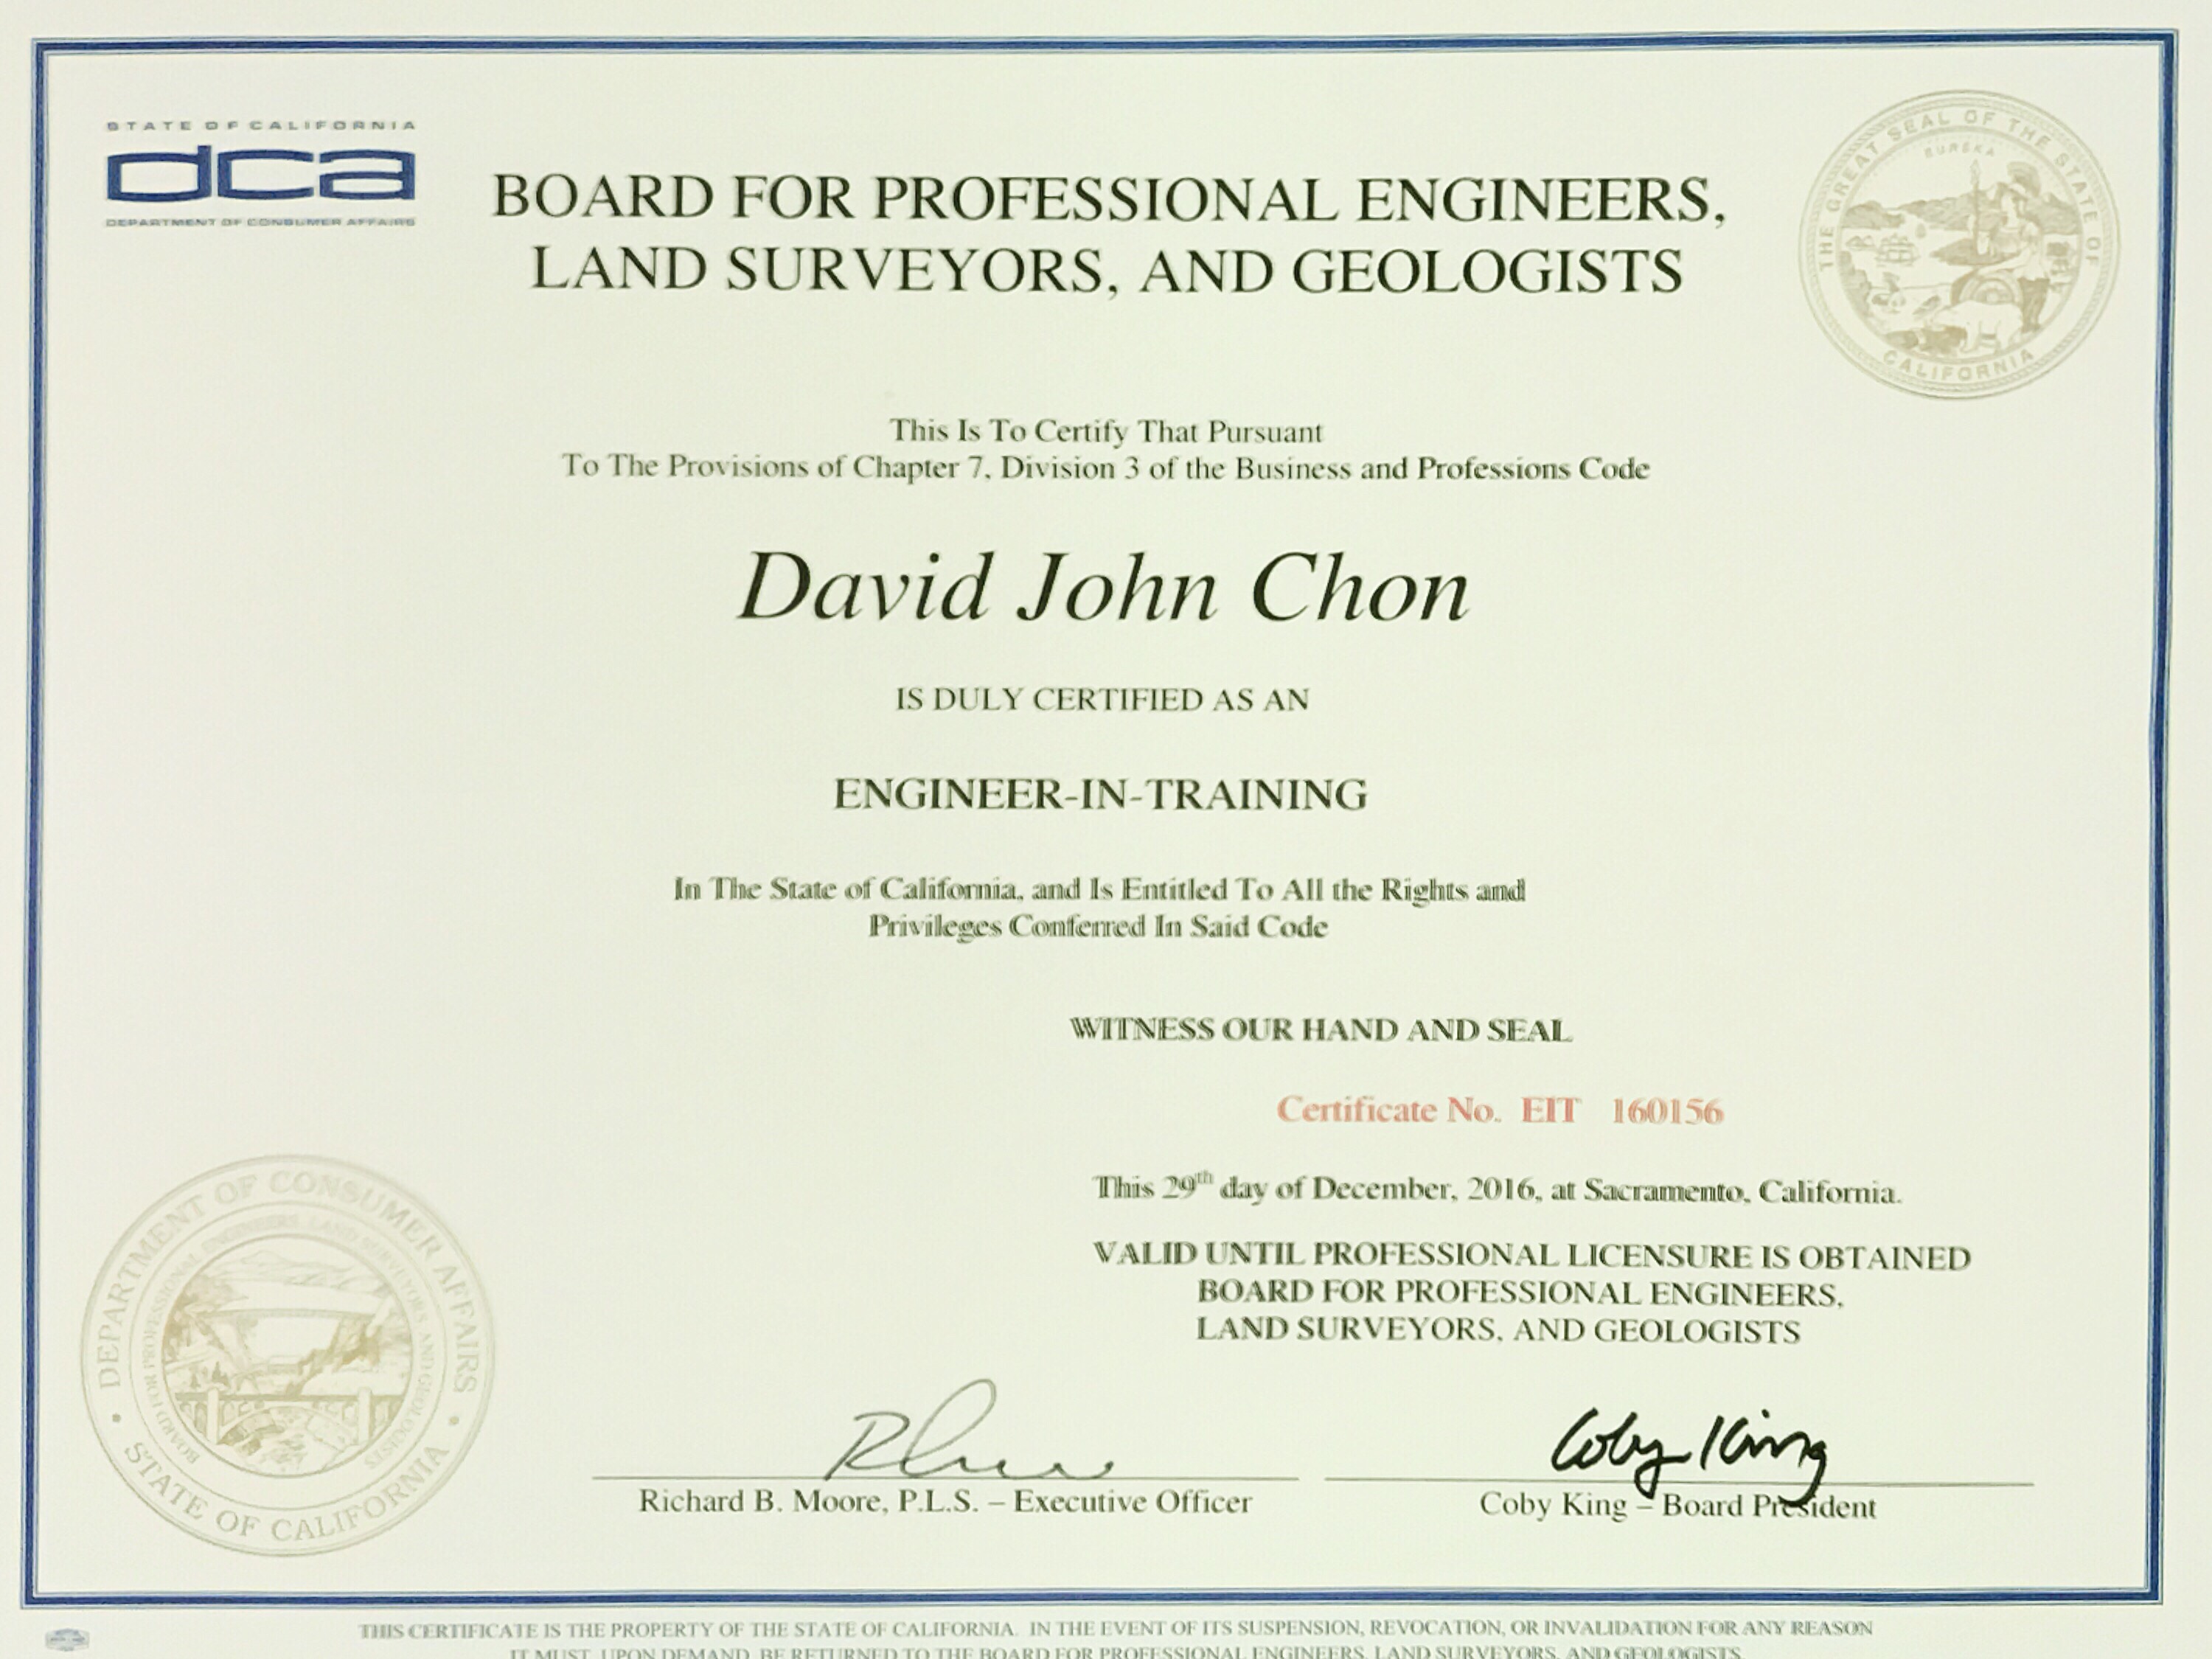 STATE OF CALIFORNIA
dca
DEPARTMENT OF CONSUMER AFFAIRS
BOARD FOR PROFESSIONAL ENGINEERS,
LAND SURVEYORS, AND GEOLOGISTS
THE GREAT SEAL OF THE STATE OF CALIFORNIA
EUREKA
This Is To Certify That Pursuant
To The Provisions of Chapter 7, Division 3 of the Business and Professions Code
David John Chon
IS DULY CERTIFIED AS AN
ENGINEER-IN-TRAINING
In The State of California, and Is Entitled To All the Rights and
Privileges Conferred In Said Code
WITNESS OUR HAND AND SEAL
Certificate No. EIT 160156
This 29th day of December, 2016, at Sacramento, California.
VALID UNTIL PROFESSIONAL LICENSURE IS OBTAINED
BOARD FOR PROFESSIONAL ENGINEERS,
LAND SURVEYORS, AND GEOLOGISTS
DEPARTMENT OF CONSUMER AFFAIRS
BOARD FOR PROFESSIONAL ENGINEERS, LAND SURVEYORS AND GEOLOGISTS
STATE OF CALIFORNIA
Coby King
Richard B. Moore, P.L.S. – Executive Officer
Coby King – Board President
THIS CERTIFICATE IS THE PROPERTY OF THE STATE OF CALIFORNIA. IN THE EVENT OF ITS SUSPENSION, REVOCATION, OR INVALIDATION FOR ANY REASON
IT MUST, UPON DEMAND, BE RETURNED TO THE BOARD FOR PROFESSIONAL ENGINEERS, LAND SURVEYORS, AND GEOLOGISTS